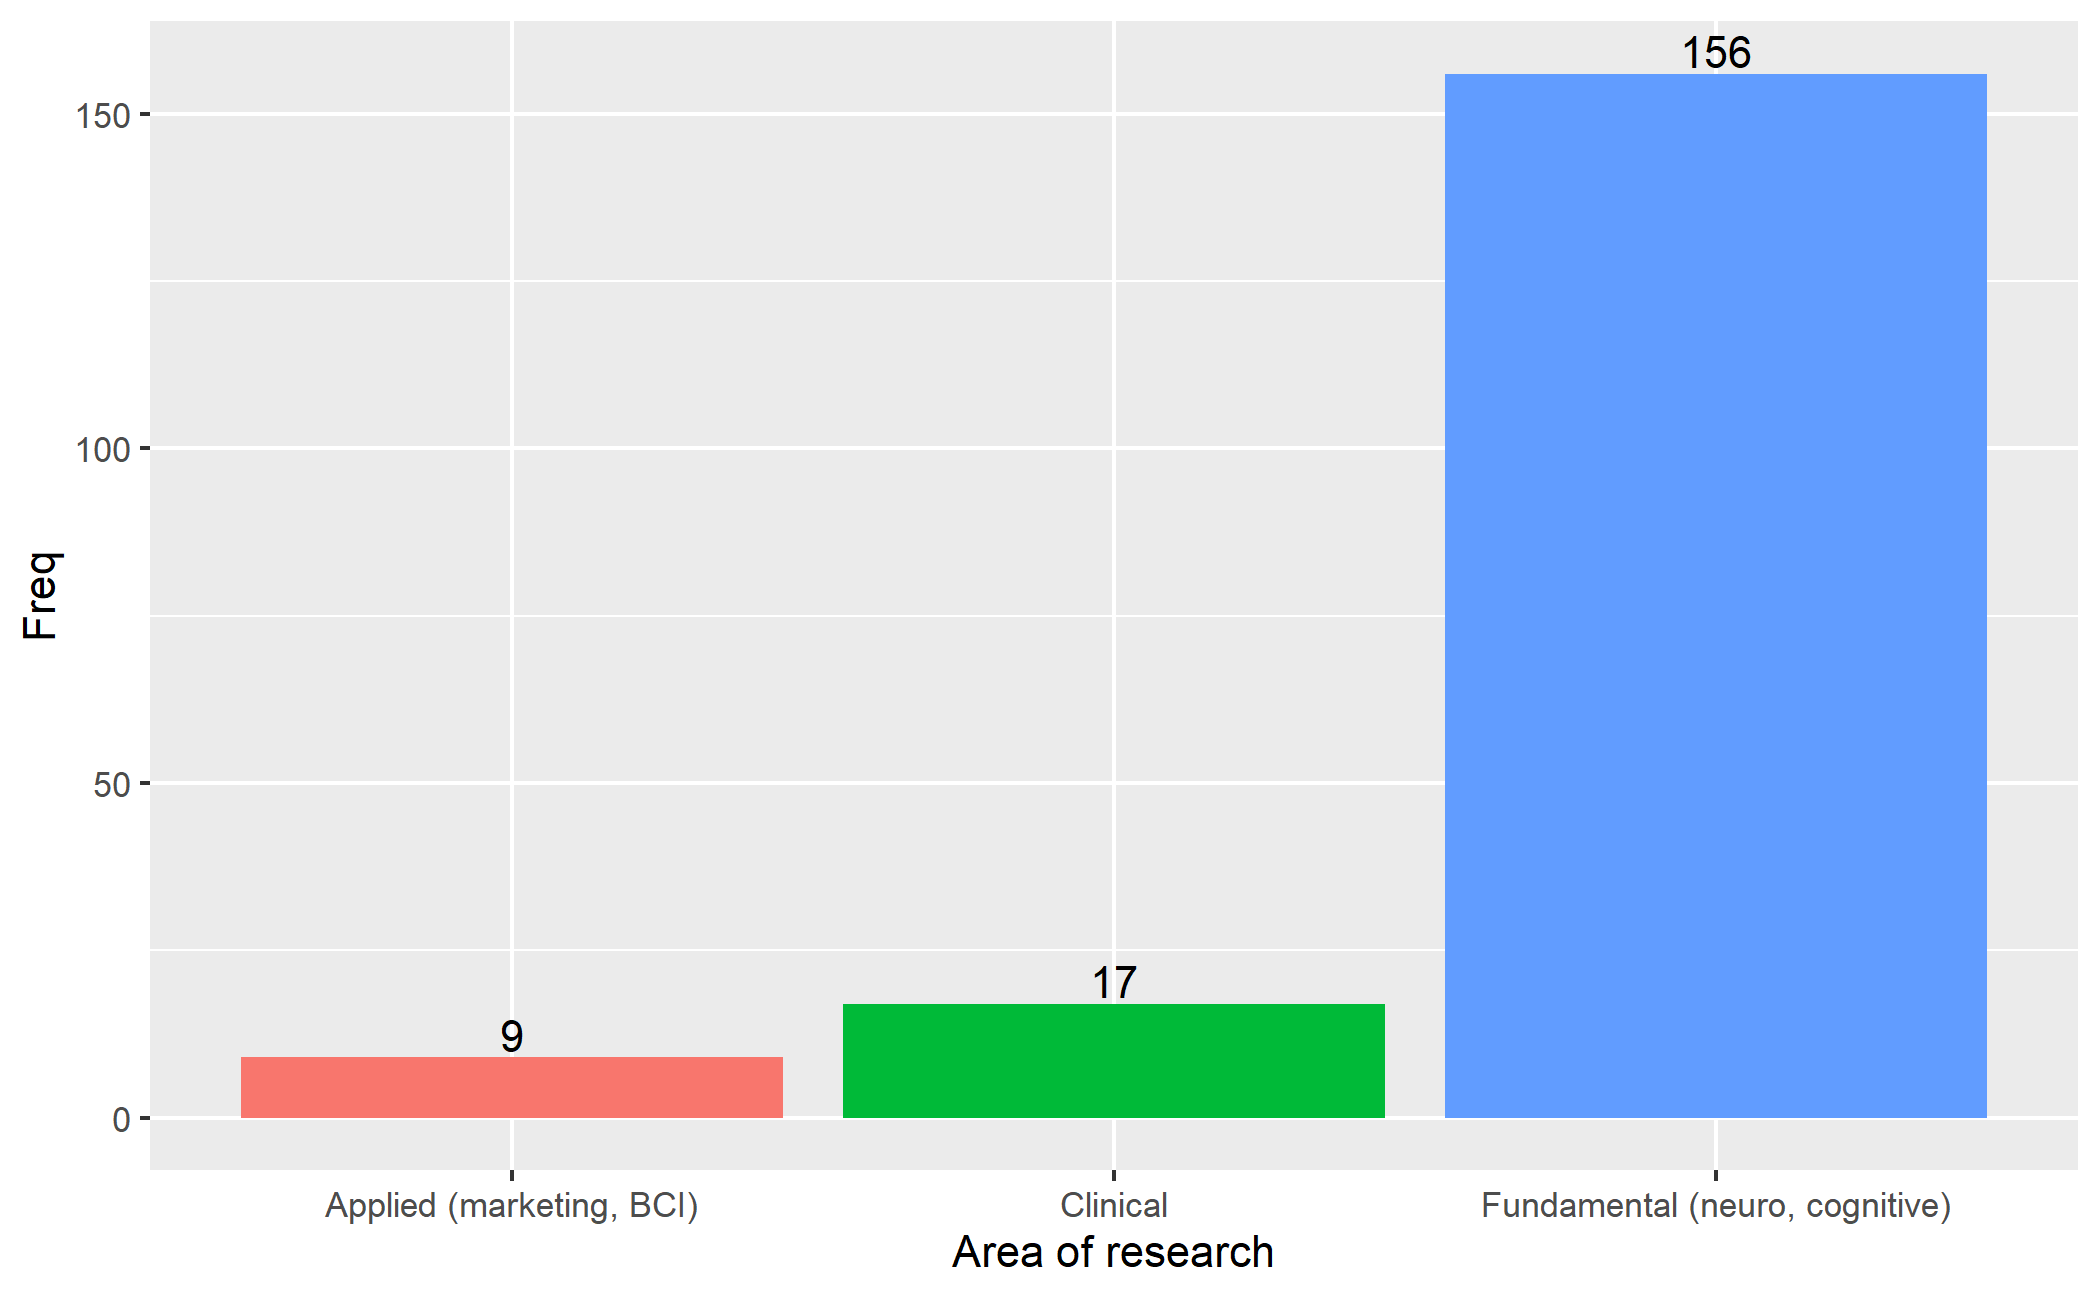 156
150
100
Freq
50
17
9
0
Applied (marketing, BCI)
Clinical
Fundamental (neuro, cognitive)
Area of research